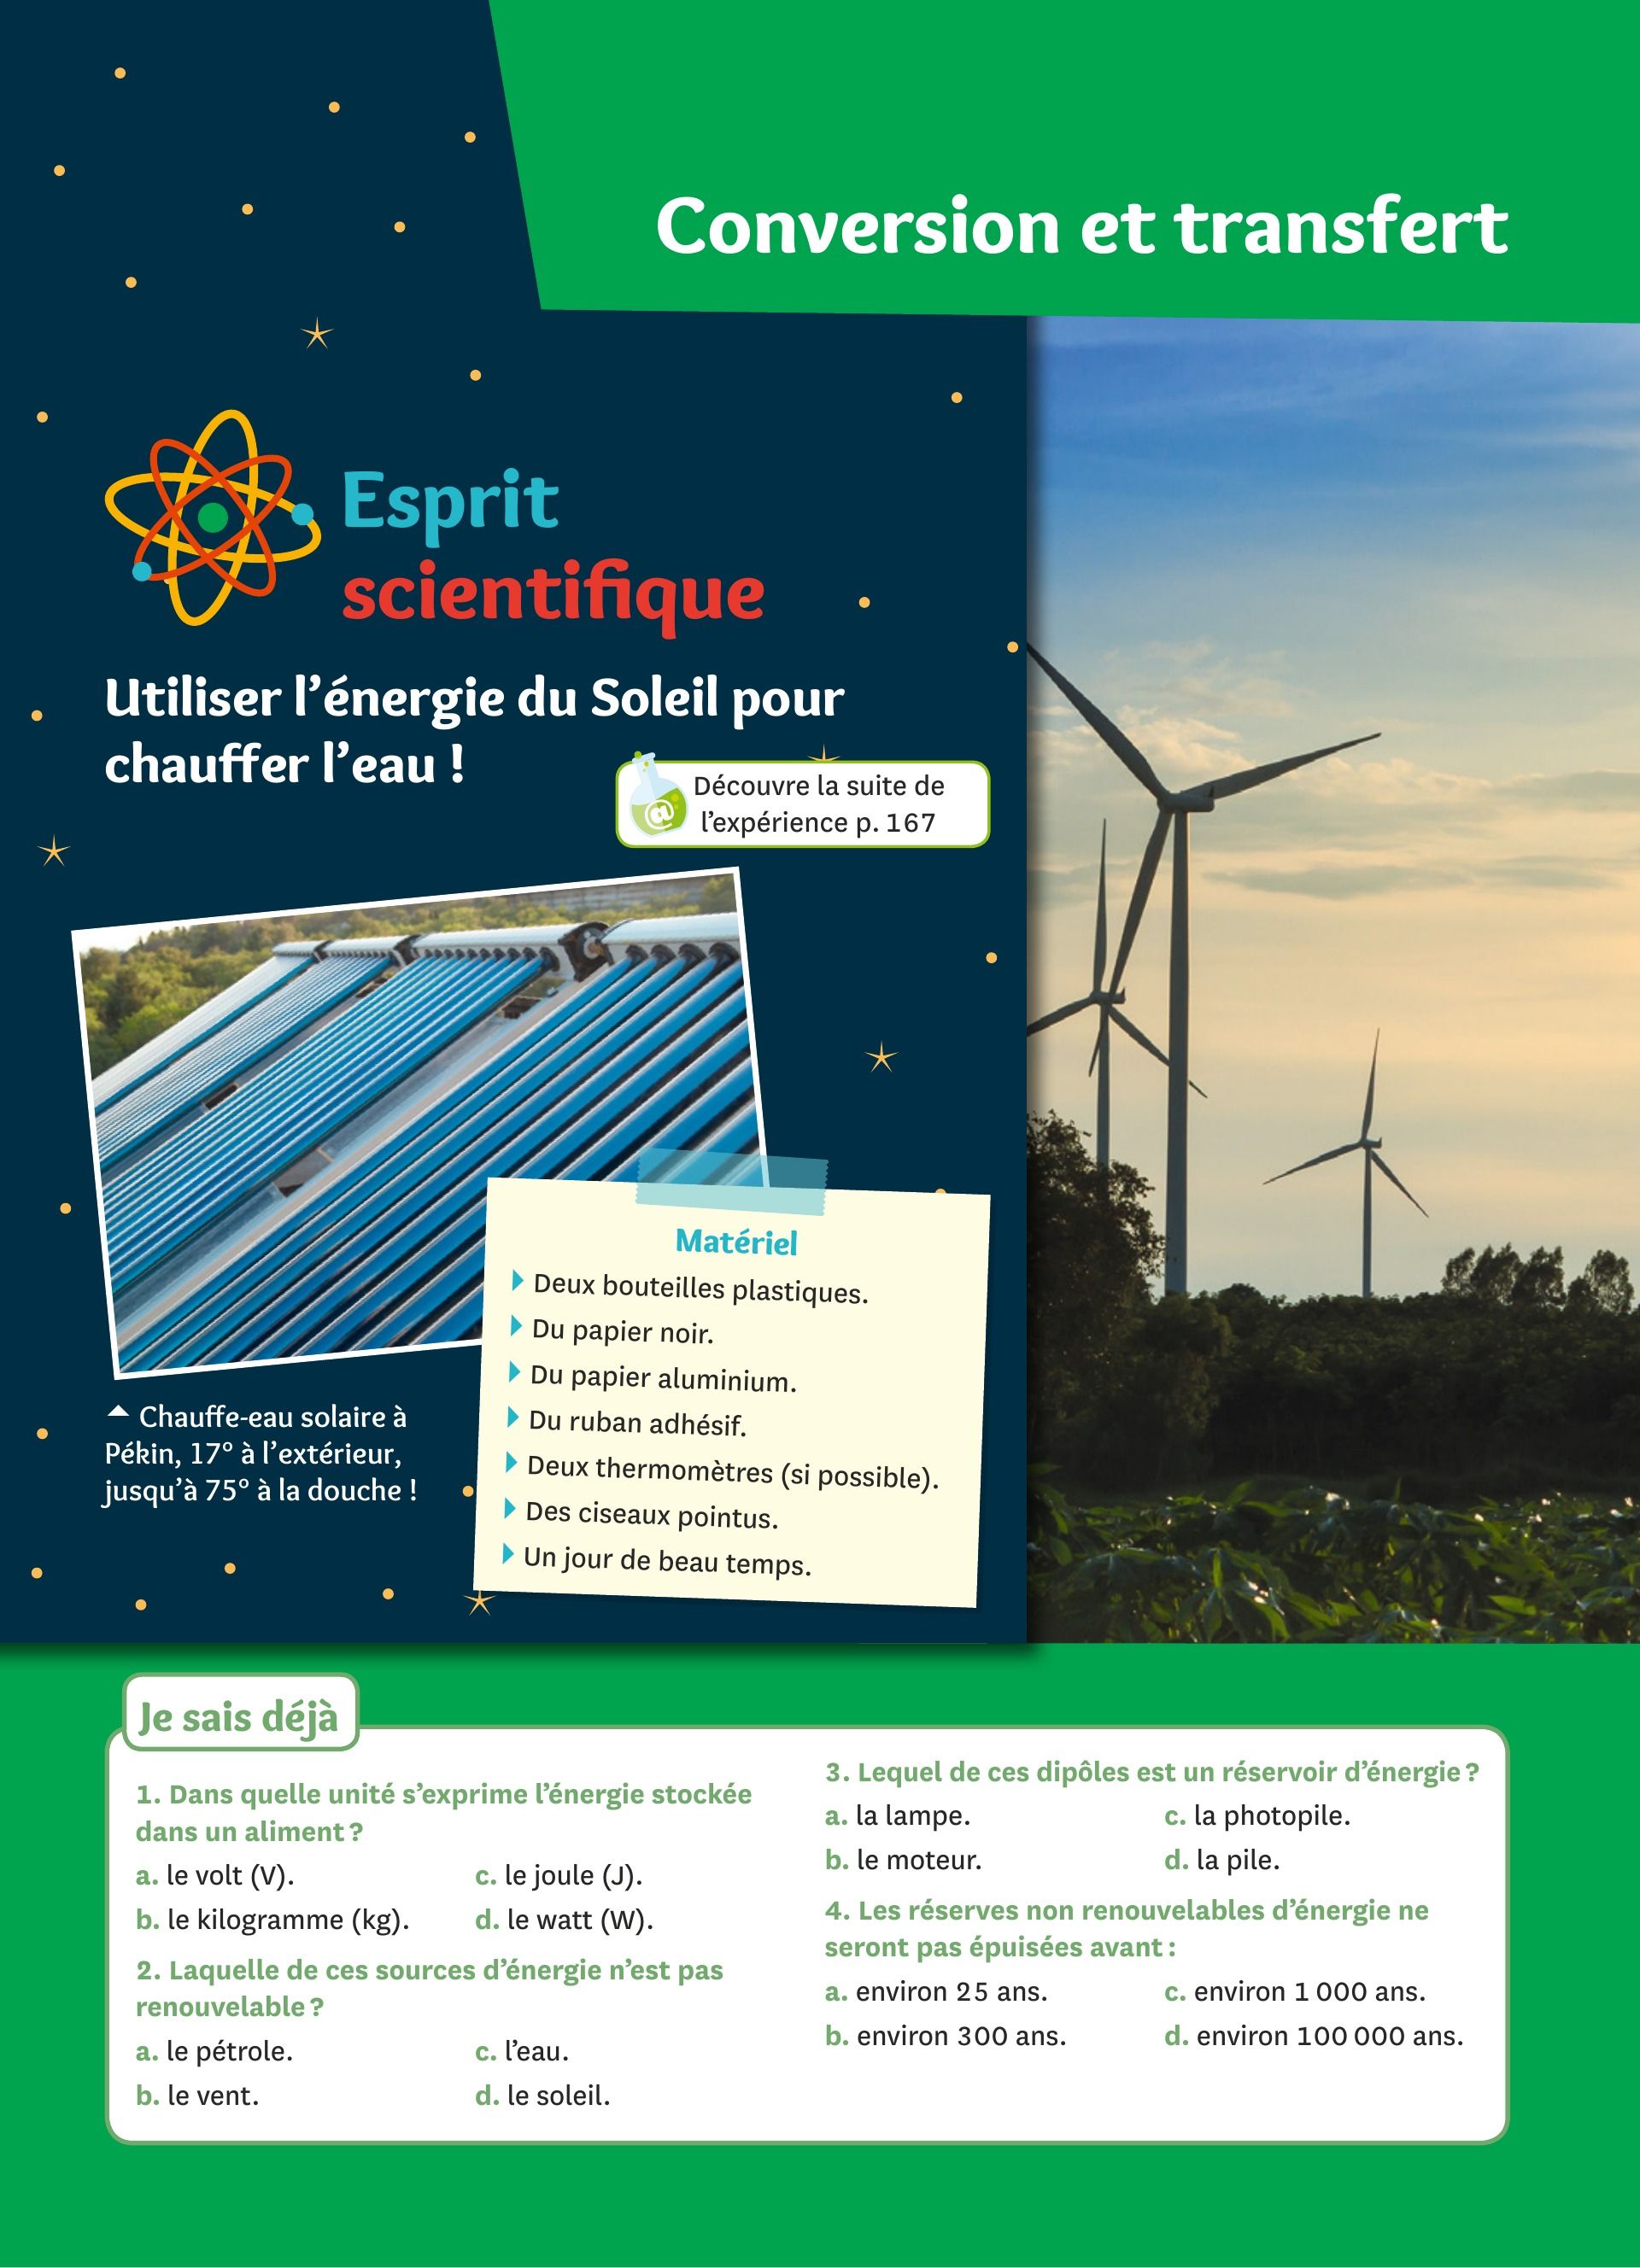 Conversion et transfert
Esprit
scientifique
Utiliser l’énergie du Soleil pour
chauffer l’eau !
@
Découvre la suite de
l’expérience p. 167
Chauffe-eau solaire à
Pékin, 17° à l’extérieur,
jusqu’à 75° à la douche !
Matériel
Deux bouteilles plastiques.
Du papier noir.
Du papier aluminium.
Du ruban adhésif.
Deux thermomètres (si possible).
Des ciseaux pointus.
Un jour de beau temps.
Je sais déjà
1. Dans quelle unité s’exprime l’énergie stockée
dans un aliment ?
a. le volt (V).
b. le kilogramme (kg).
c. le joule (J).
d. le watt (W).
2. Laquelle de ces sources d’énergie n’est pas
renouvelable ?
a. le pétrole.
b. le vent.
c. l’eau.
d. le soleil.
3. Lequel de ces dipôles est un réservoir d’énergie ?
a. la lampe.
b. le moteur.
c. la photopile.
d. la pile.
4. Les réserves non renouvelables d’énergie ne
seront pas épuisées avant :
a. environ 25 ans.
b. environ 300 ans.
c. environ 1 000 ans.
d. environ 100 000 ans.